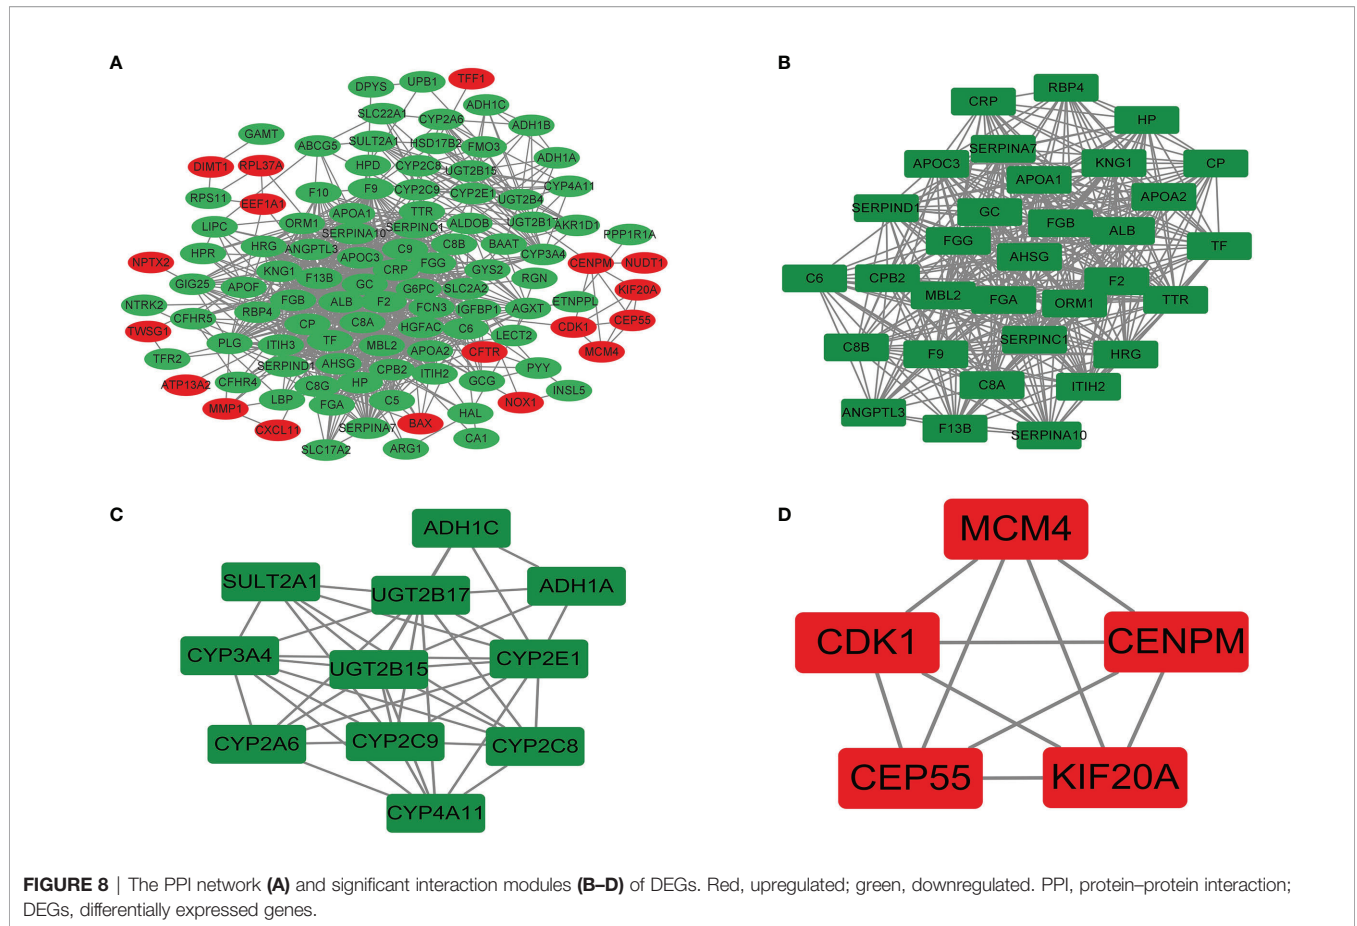 A
DPYS UPB1 TFF1
SLC22A1 CYP2A6 ADH1C
GAMT ABCG5 SULT2A1 HSD17B2 FMO3 ADH1B
DIMT1 RPL37A HPD CYP2C8 UGT2B15 ADH1A
RPS11 EEF1A1 F10 F9 CYP2C9 CYP2E1 UGT2B4 CYP4A11
LIPC ORM1 APOA1 TTR ALDOB UGT2B17 AKR1D1
HPR HRG ANGPTL3 SERPINA10 SERPINC1 C8B BAAT CYP3A4 PPP1R1A
NPTX2 KNG1 F13B APOC3 C9 FGG GYS2 RGN CENPM NUDT1
GIG25 APOF GC CRP G6PC SLC2A2 KIF20A
NTRK2 CFHR5 RBP4 FGB ALB F2 FCN3 IGFBP1 AGXT ETNPPL
TWSG1 PLG CP C8A HGFAC C6 LECT2 CDK1 CEP55
TFR2 ITIH3 TF MBL2 APOA2 CFTR MCM4
ATP13A2 CFHR4 SERPIND1 AHSG CPB2 ITIH2 GCG PYY
MMP1 LBP C8G HP C5 NOX1 INSL5
CXCL11 FGA SERPINA7 BAX HAL
SLC17A2 ARG1 CA1
B
RBP4
CRP
HP
SERPINA7
APOC3 KNG1 CP
APOA1
APOA2
SERPIND1 GC
FGB ALB
FGG TF
AHSG
C6 CPB2 F2
MBL2 FGA ORM1 TTR
SERPINC1
C8B F9 HRG
C8A ITIH2
ANGPTL3
F13B SERPINA10
C
ADH1C
SULT2A1 UGT2B17 ADH1A
CYP3A4 UGT2B15 CYP2E1
CYP2A6 CYP2C9 CYP2C8
CYP4A11
D
MCM4
CDK1 CENPM
CEP55 KIF20A
FIGURE 8 | The PPI network (A) and significant interaction modules (B–D) of DEGs. Red, upregulated; green, downregulated. PPI, protein–protein interaction;
DEGs, differentially expressed genes.